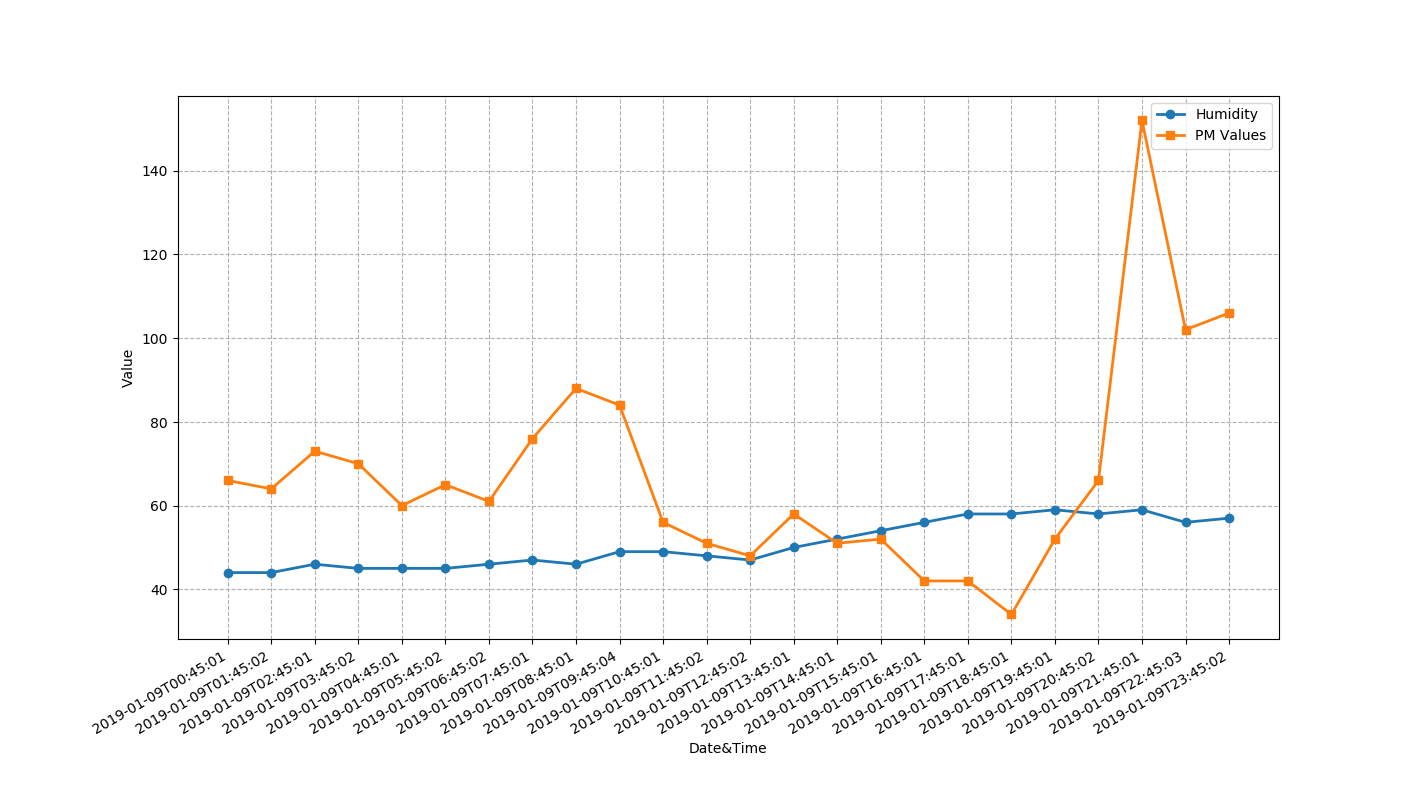 Humidity
PM Values
140
120
100
80
60
40
Value
2019-01-09T00:45:01
2019-01-09T01:45:02
2019-01-09T02:45:01
2019-01-09T03:45:02
2019-01-09T04:45:01
2019-01-09T05:45:02
2019-01-09T06:45:02
2019-01-09T07:45:01
2019-01-09T08:45:01
2019-01-09T09:45:04
2019-01-09T10:45:01
2019-01-09T11:45:02
2019-01-09T12:45:02
2019-01-09T13:45:01
2019-01-09T14:45:01
2019-01-09T15:45:01
2019-01-09T16:45:01
2019-01-09T17:45:01
2019-01-09T18:45:01
2019-01-09T19:45:01
2019-01-09T20:45:02
2019-01-09T21:45:01
2019-01-09T22:45:03
2019-01-09T23:45:02
Date&Time